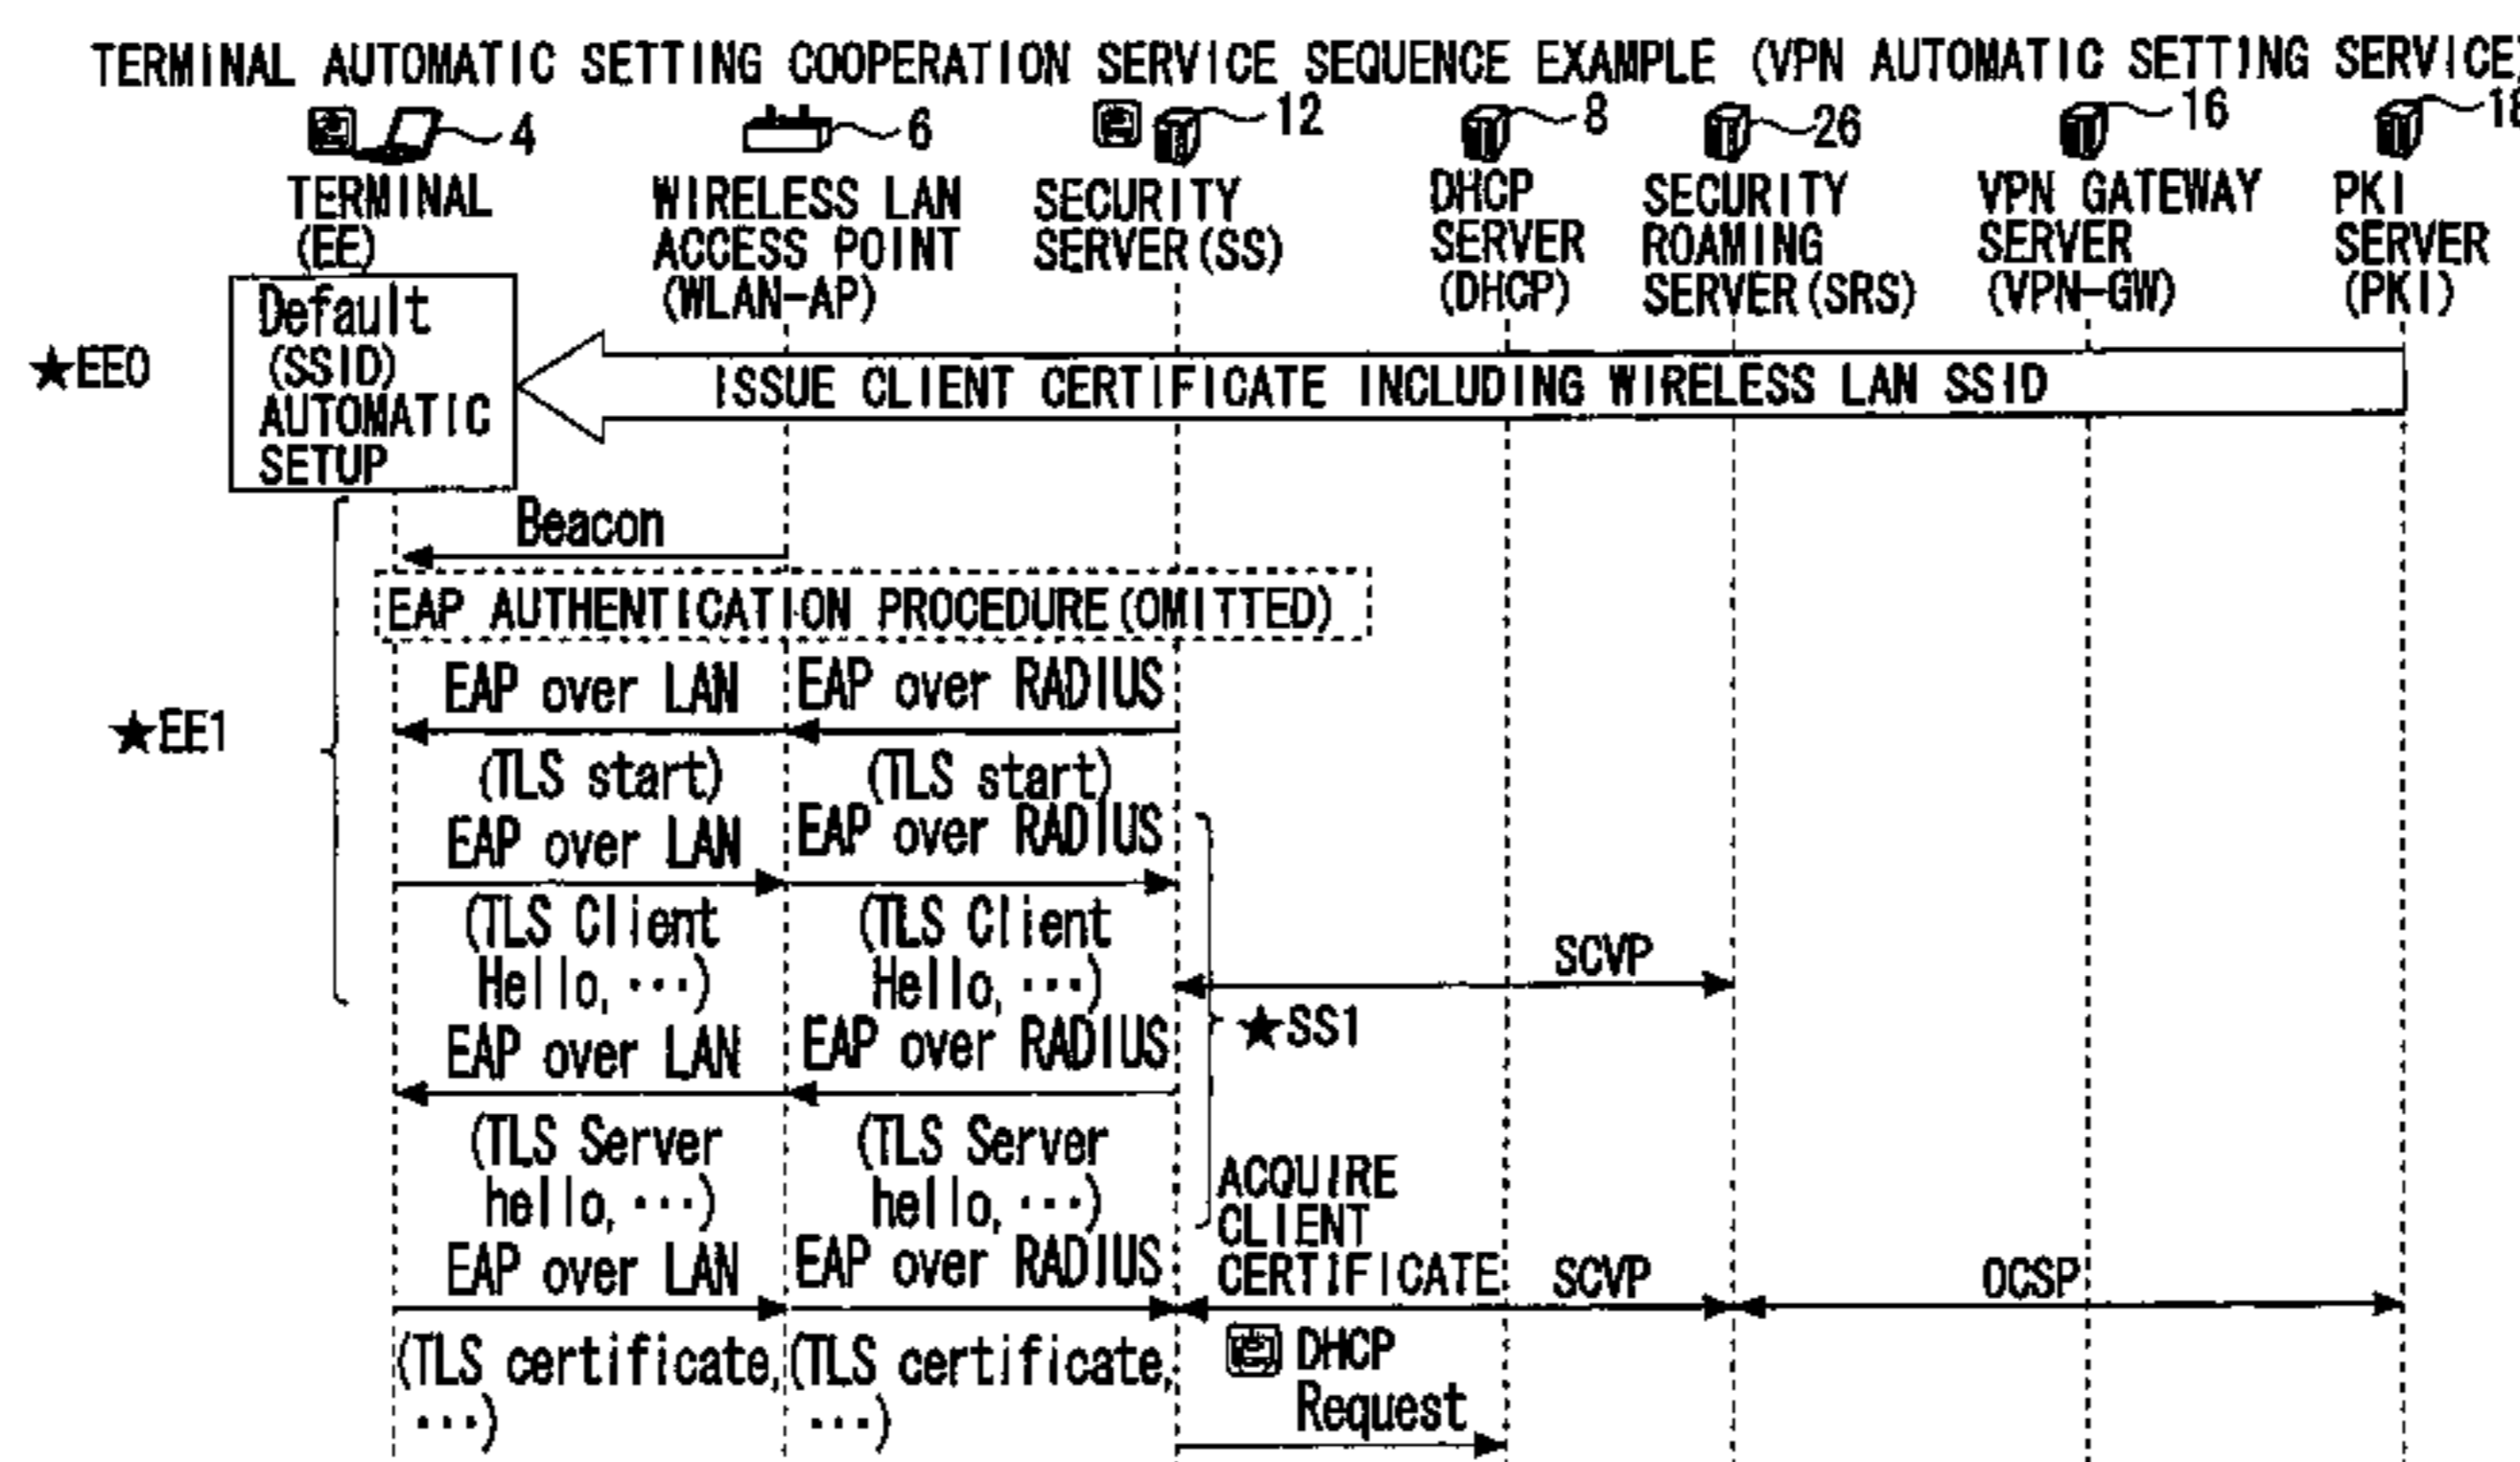 TERMINAL AUTOMATIC SETTING COOPERATION SERVICE SEQUENCE EXAMPLE (VPN AUTOMATIC SETTING SERVICE)
4
6
12
8
26
16
18
TERMINAL
(EE)
WIRELESS LAN
ACCESS POINT
(WLAN-AP)
SECURITY
SERVER(SS)
DHCP
SERVER
(DHCP)
SECURITY
ROAMING
SERVER(SRS)
VPN GATEWAY
SERVER
(VPN-GW)
PKI
SERVER
(PKI)
★EE0
Default
(SSID)
AUTOMATIC
SETUP
ISSUE CLIENT CERTIFICATE INCLUDING WIRELESS LAN SSID
Beacon
EAP AUTHENTICATION PROCEDURE(OMITTED)
★EE1
EAP over LAN
EAP over RADIUS
(TLS start)
(TLS start)
EAP over LAN
EAP over RADIUS
(TLS Client
Hello, ···)
(TLS Client
Hello, ···)
SCVP
★SS1
EAP over LAN
EAP over RADIUS
(TLS Server
hello, ···)
(TLS Server
hello, ···)
ACQUIRE
CLIENT
CERTIFICATE
EAP over LAN
EAP over RADIUS
SCVP
OCSP
(TLS certificate,
···)
(TLS certificate,
···)
DHCP
Request